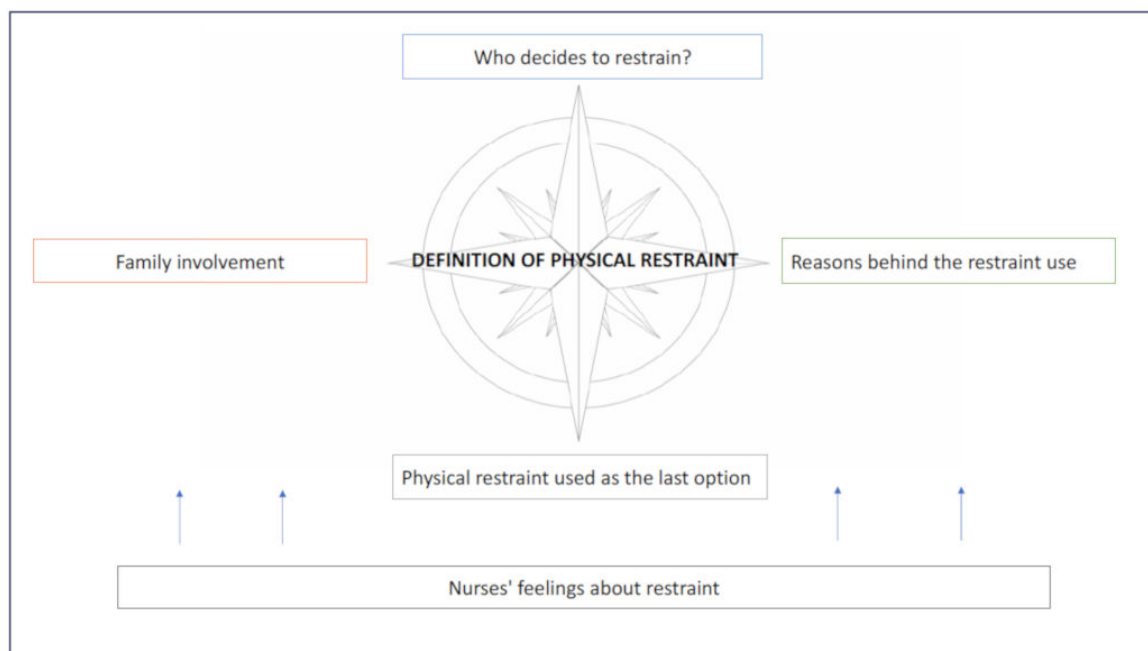 Who decides to restrain?
Family involvement
DEFINITION OF PHYSICAL RESTRAINT
Reasons behind the restraint use
Physical restraint used as the last option
Nurses' feelings about restraint